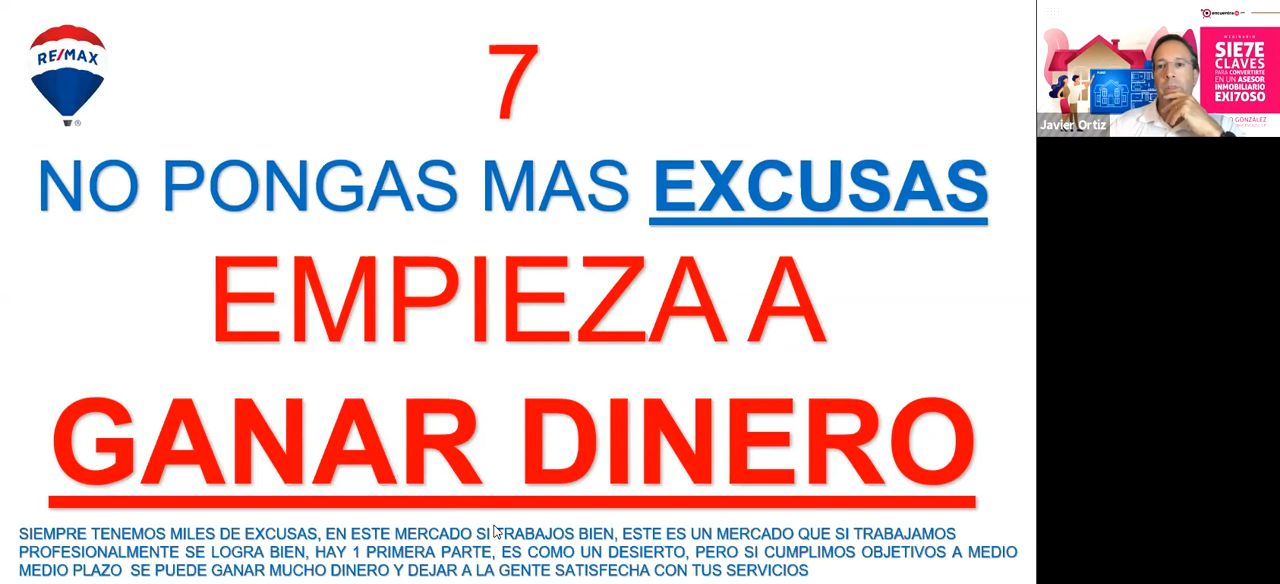 RE/MAX
7
NO PONGAS MAS EXCUSAS
EMPIEZA A
GANAR DINERO
SIEMPRE TENEMOS MILES DE EXCUSAS, EN ESTE MERCADO SI TRABAJOS BIEN, ESTE ES UN MERCADO QUE SI TRABAJAMOS
PROFESIONALMENTE SE LOGRA BIEN, HAY 1 PRIMERA PARTE, ES COMO UN DESIERTO, PERO SI CUMPLIMOS OBJETIVOS A MEDIO
MEDIO PLAZO SE PUEDE GANAR MUCHO DINERO Y DEJAR A LA GENTE SATISFECHA CON TUS SERVICIOS
encuentra
WEBINARIO
SIE7E
CLAVES
PARA CONVERTIRTE
EN UN ASESOR
INMOBILIARIO
EXI7OSO
GONZÁLEZ
Javier Ortiz